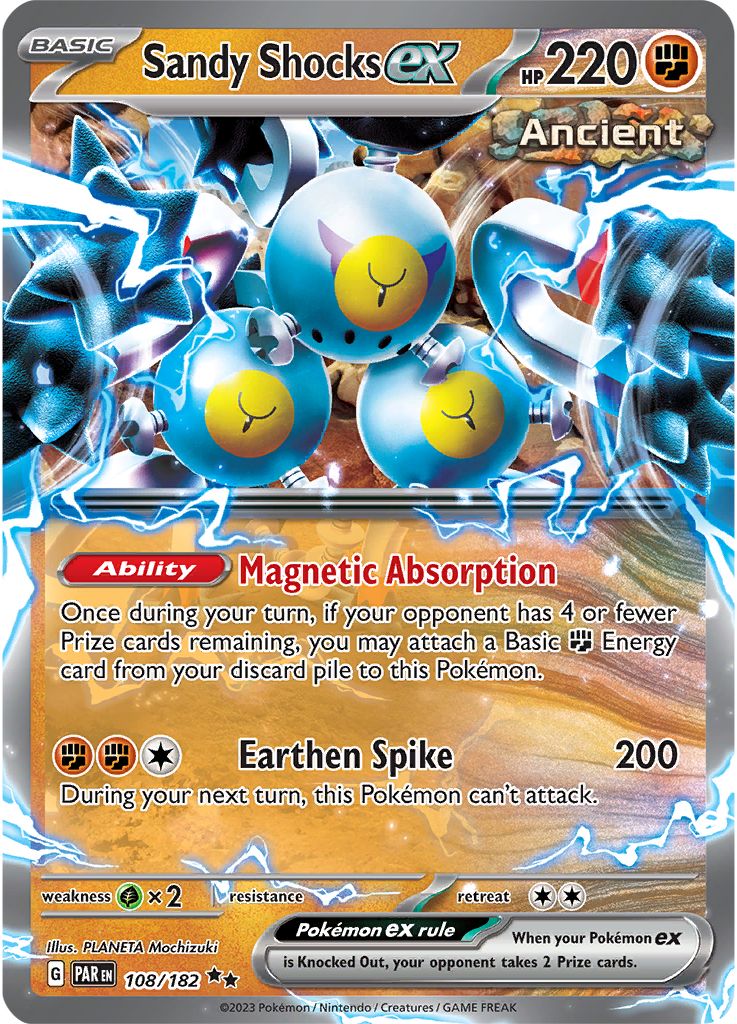 BASIC Sandy Shocks ex HP 220
Ancient
Ability Magnetic Absorption
Once during your turn, if your opponent has 4 or fewer
Prize cards remaining, you may attach a Basic Energy
card from your discard pile to this Pokémon.
Earthen Spike 200
During your next turn, this Pokémon can't attack.
weakness ×2 resistance retreat
Illus. PLANETA Mochizuki
Pokémon ex rule When your Pokémon ex
is Knocked Out, your opponent takes 2 Prize cards.
G PAR EN 108/182
©2023 Pokémon / Nintendo / Creatures / GAME FREAK